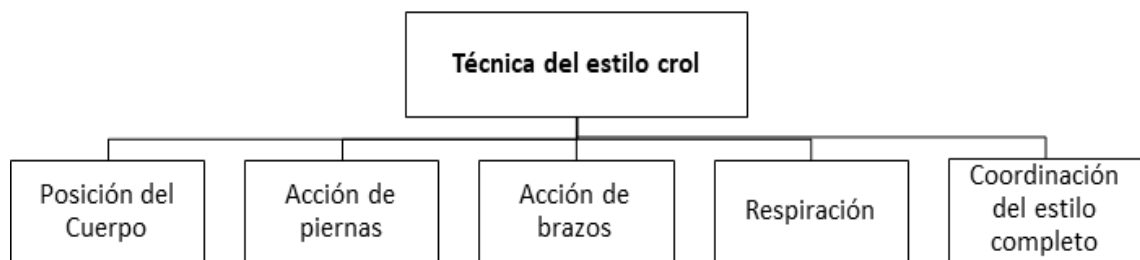 Técnica del estilo crol
Posición del
Cuerpo
Acción de
piernas
Acción de
brazos
Respiración
Coordinación
del estilo
completo